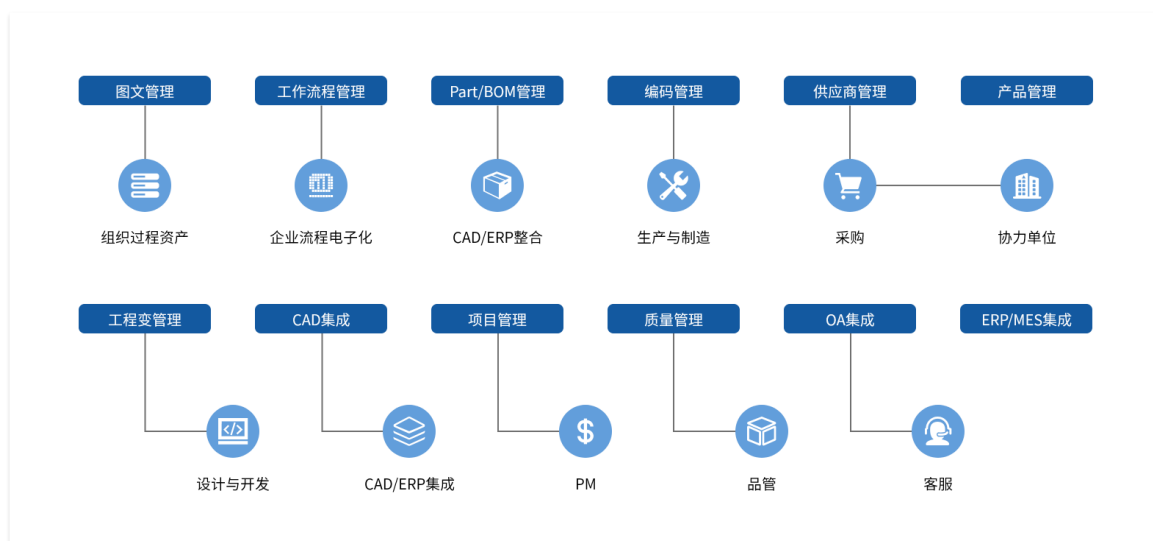 图文管理
工作流程管理
Part/BOM管理
编码管理
供应商管理
产品管理
组织过程资产
企业流程电子化
CAD/ERP整合
生产与制造
采购
协力单位
工程变管理
CAD集成
项目管理
质量管理
OA集成
ERP/MES集成
设计与开发
CAD/ERP集成
PM
品管
客服